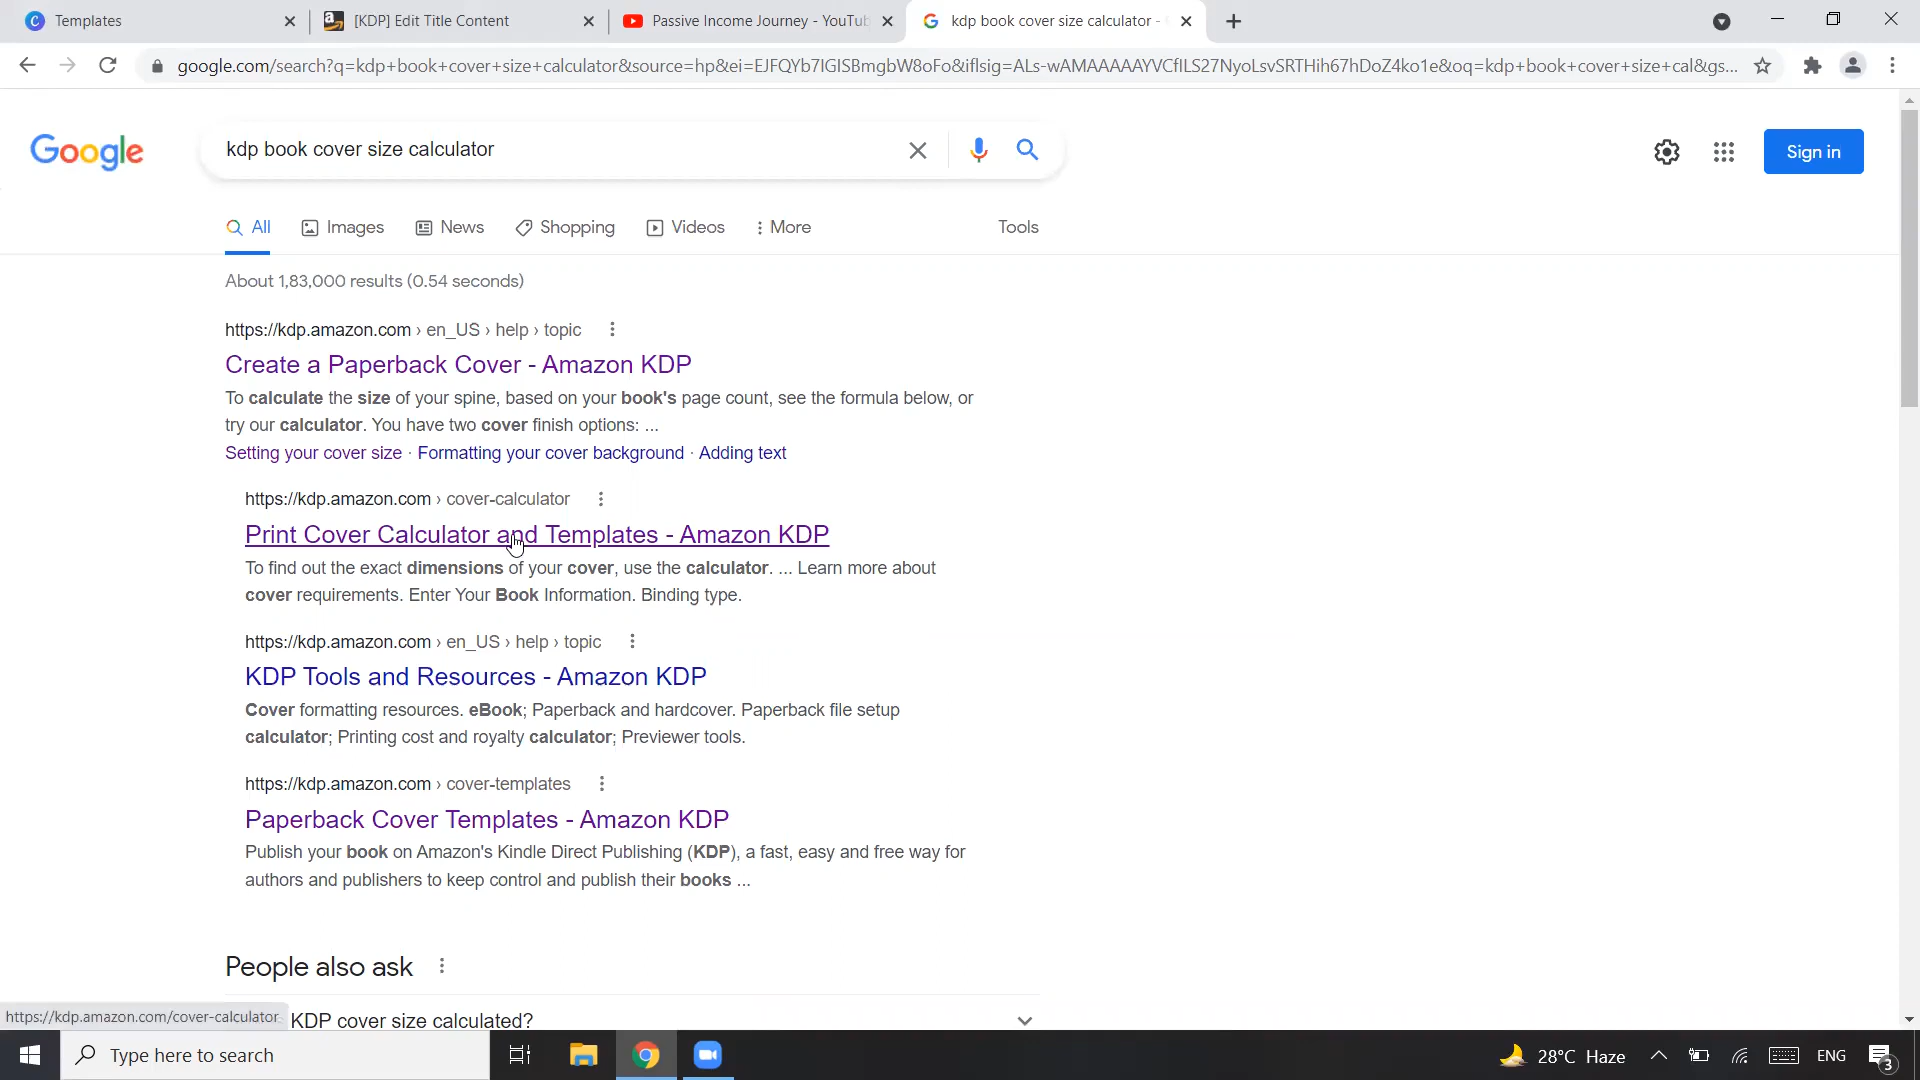 Templates
[KDP] Edit Title Content
Passive Income Journey - YouTub
kdp book cover size calculator -
google.com/search?q=kdp+book+cover+size+calculator&source=hp&ei=EJFQYb7IGISBmgbW8oFo&iflsig=ALs-wAMAAAAAYVCfILS27NyoLsvSRTHih67hDoZ4ko1e&oq=kdp+book+cover+size+cal&gs...
Google
kdp book cover size calculator
Sign in
All
Images
News
Shopping
Videos
More
Tools
About 1,83,000 results (0.54 seconds)
https://kdp.amazon.com › en_US › help › topic
Create a Paperback Cover - Amazon KDP
To calculate the size of your spine, based on your book's page count, see the formula below, or
try our calculator. You have two cover finish options: ...
Setting your cover size · Formatting your cover background · Adding text
https://kdp.amazon.com › cover-calculator
Print Cover Calculator and Templates - Amazon KDP
To find out the exact dimensions of your cover, use the calculator. ... Learn more about
cover requirements. Enter Your Book Information. Binding type.
https://kdp.amazon.com › en_US › help › topic
KDP Tools and Resources - Amazon KDP
Cover formatting resources. eBook; Paperback and hardcover. Paperback file setup
calculator; Printing cost and royalty calculator; Previewer tools.
https://kdp.amazon.com › cover-templates
Paperback Cover Templates - Amazon KDP
Publish your book on Amazon's Kindle Direct Publishing (KDP), a fast, easy and free way for
authors and publishers to keep control and publish their books ...
People also ask
KDP cover size calculated?
https://kdp.amazon.com/cover-calculator
Type here to search
28°C Haze
ENG
3